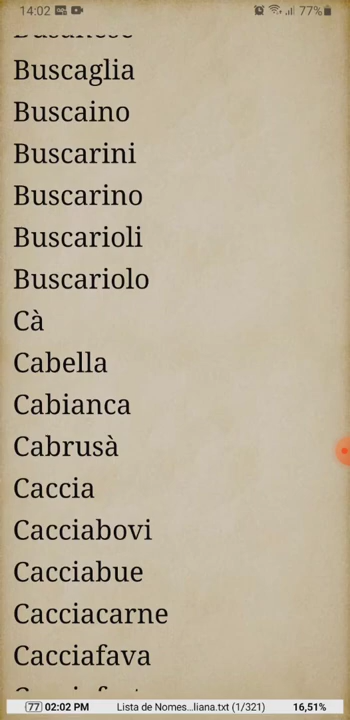 14:02 77%
Buscaglia
Buscaino
Buscarini
Buscarino
Buscarioli
Buscariolo
Cà
Cabella
Cabianca
Cabrusà
Caccia
Cacciabovi
Cacciabue
Cacciacarne
Cacciafava
77 02:02 PM Lista de Nomes...liana.txt (1/321) 16,51%